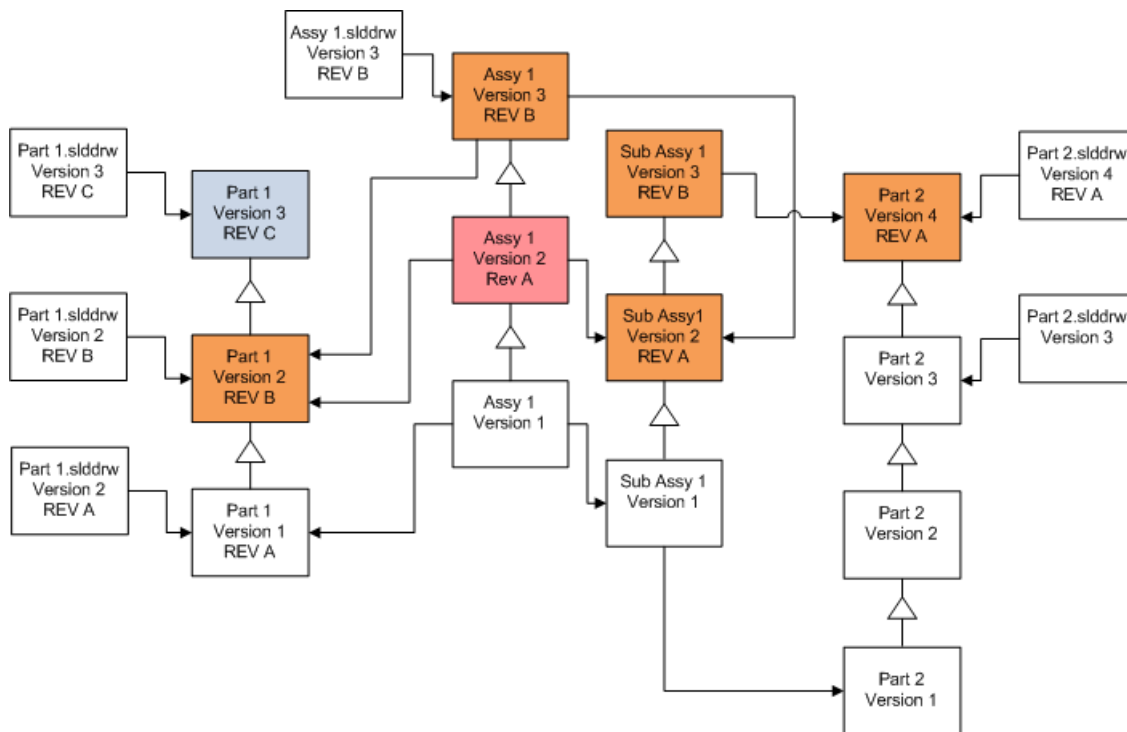 Assy 1.slddrw
Version 3
REV B
Assy 1
Version 3
REV B
Part 1.slddrw
Version 3
REV C
Part 1
Version 3
REV C
Sub Assy 1
Version 3
REV B
Part 2
Version 4
REV A
Part 2.slddrw
Version 4
REV A
Assy 1
Version 2
Rev A
Part 1.slddrw
Version 2
REV B
Part 1
Version 2
REV B
Sub Assy1
Version 2
REV A
Part 2
Version 3
Part 2.slddrw
Version 3
Assy 1
Version 1
Part 1.slddrw
Version 2
REV A
Part 1
Version 1
REV A
Sub Assy 1
Version 1
Part 2
Version 2
Part 2
Version 1